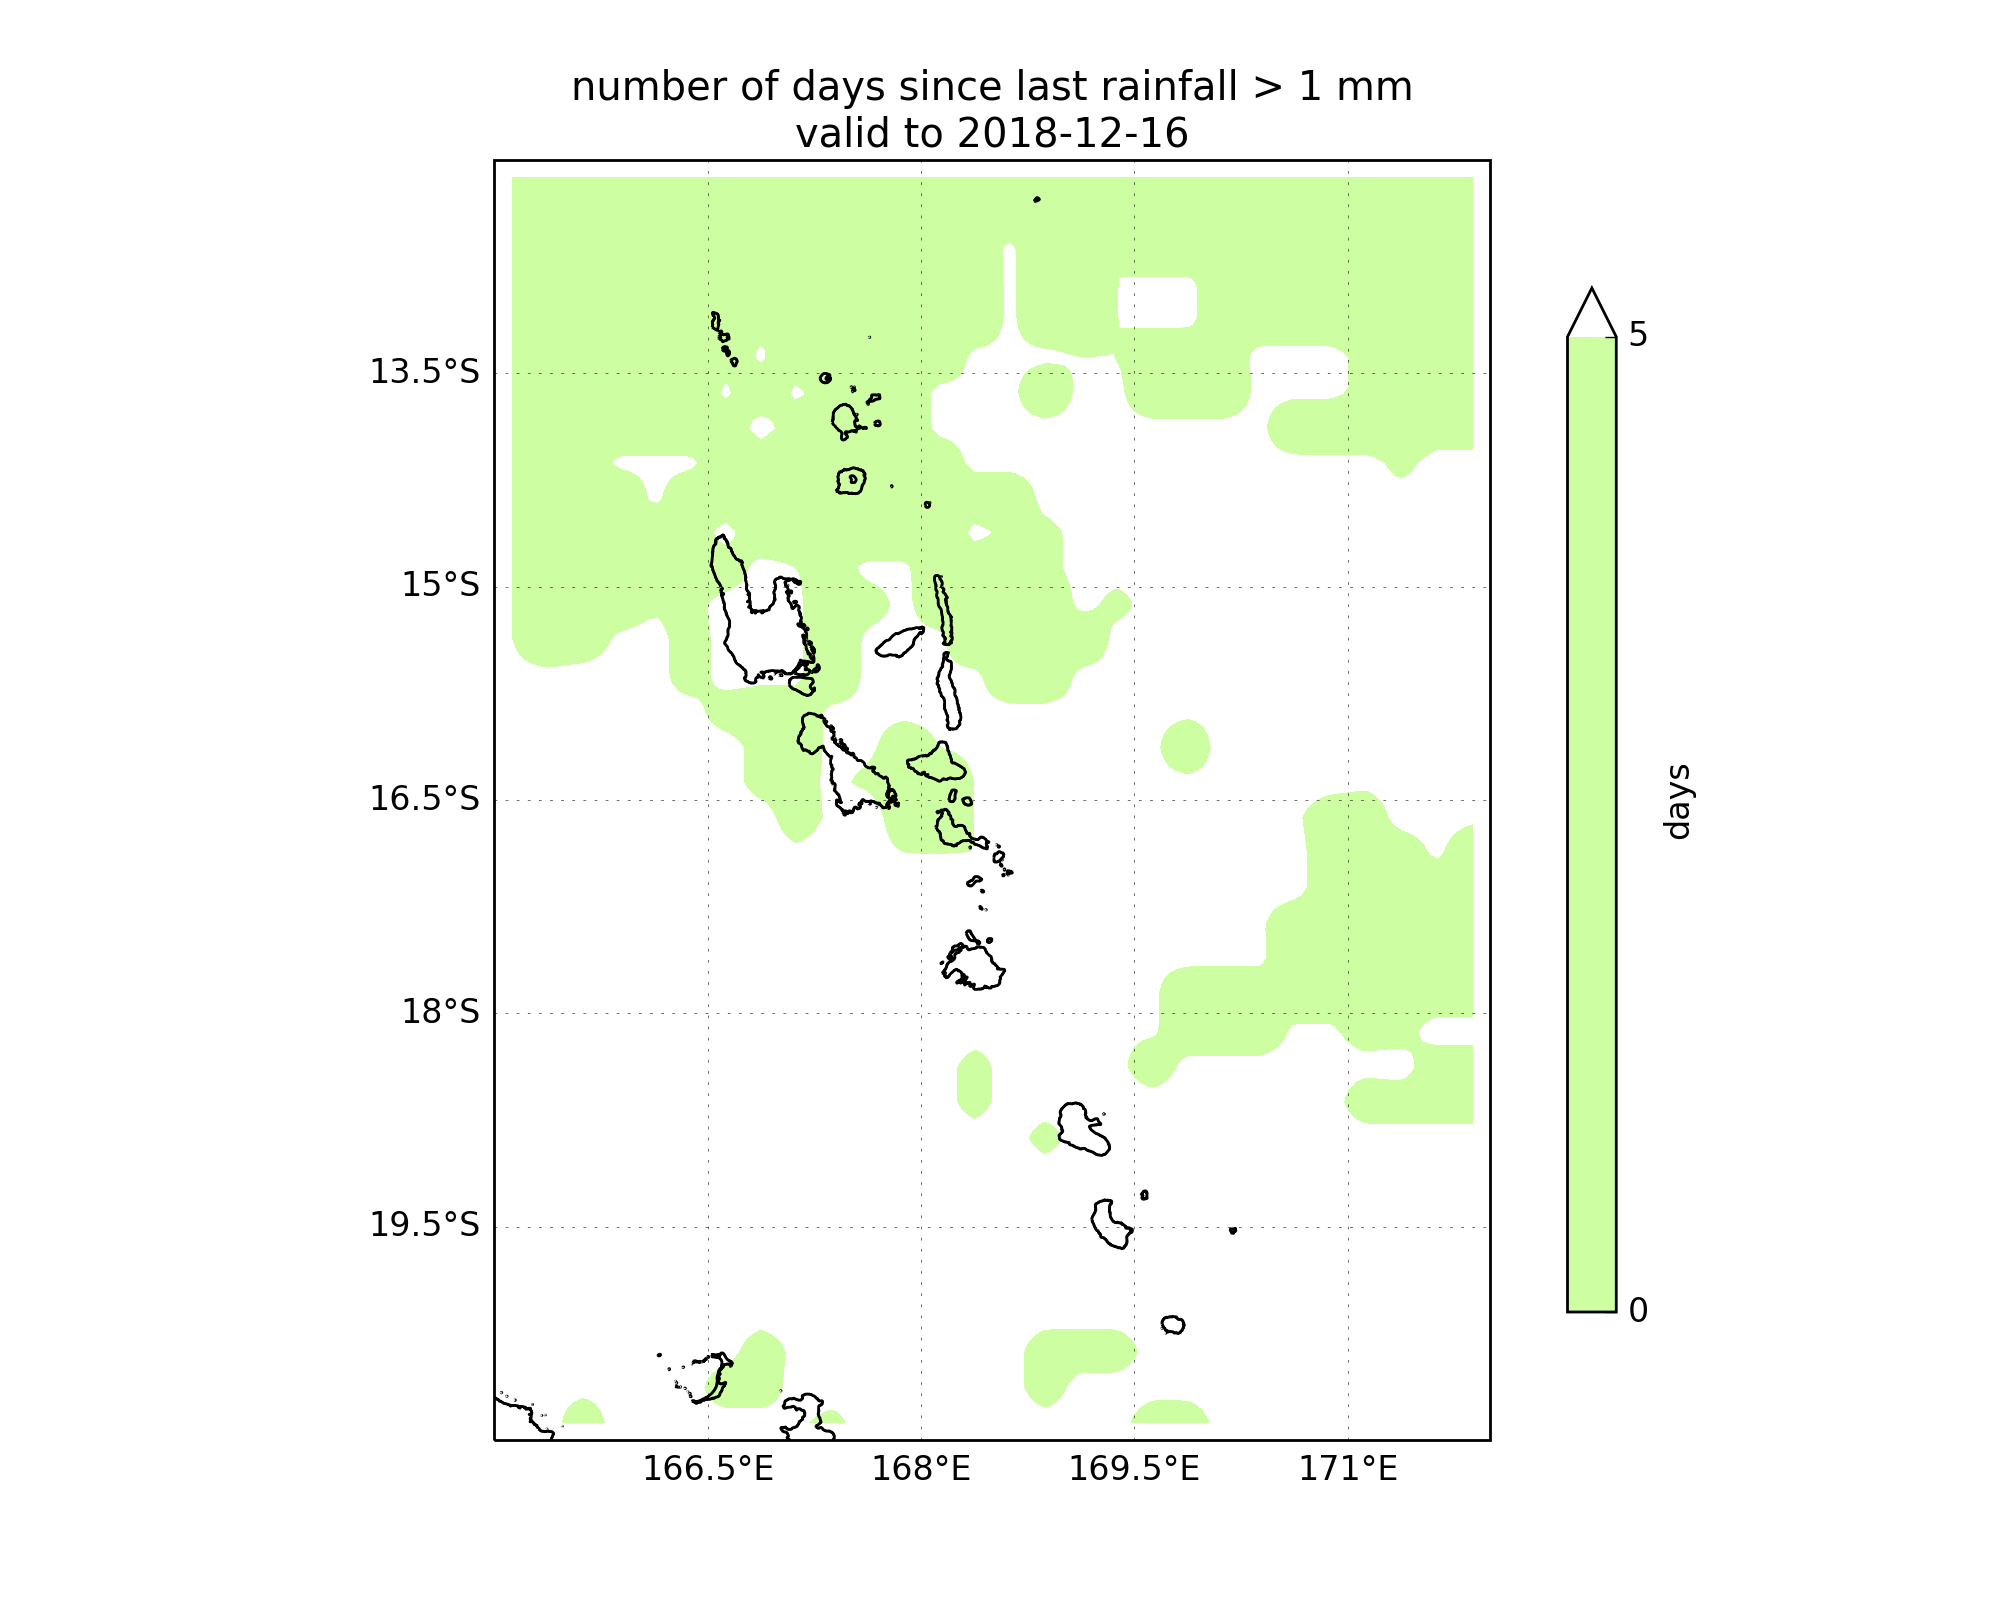 number of days since last rainfall > 1 mm
valid to 2018-12-16
13.5°S
15°S
16.5°S
18°S
19.5°S
166.5°E
168°E
169.5°E
171°E
5
0
days